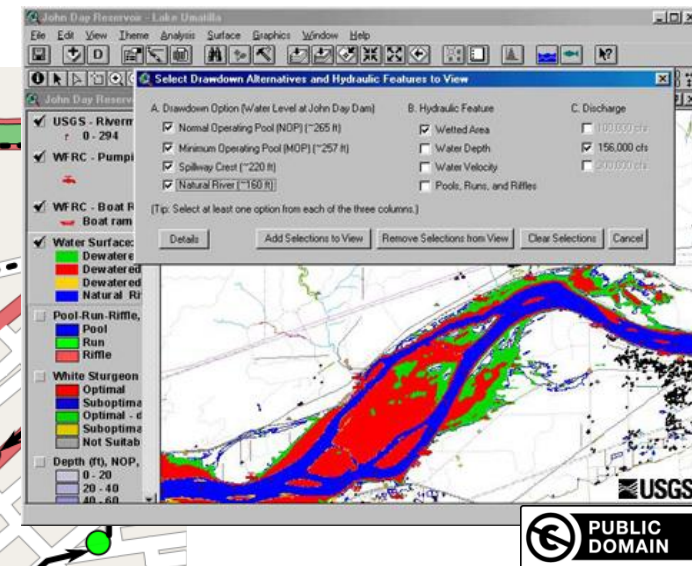 John Day Reservoir - Lake Umatilla
File Edit View Theme Analysis Surface Graphics Window Help
Select Drawdown Alternatives and Hydraulic Features to View
A. Drawdown Option (Water Level at John Day Dam)
B. Hydraulic Feature
C. Discharge
Normal Operating Pool (NOP) (~265 ft)
Minimum Operating Pool (MOP) (~257 ft)
Spillway Crest (~220 ft)
Natural River (~160 ft)
Wetted Area
Water Depth
Water Velocity
Pools, Runs, and Riffles
100,000 cfs
156,000 cfs
(Tip: Select at least one option from each of the three columns.)
Details
Add Selections to View
Remove Selections from View
Clear Selections
Cancel
John Day Reserv
USGS - Riverm
0 - 294
WFRC - Pumpi
WFRC - Boat R
Boat ram
Water Surface:
Dewatere
Dewatered
Dewatered
Natural Ri
Pool-Run-Riffle,
Pool
Run
Riffle
White Sturgeon
Optimal
Suboptima
Optimal - d
Suboptima
Not Suitab
Depth (ft), NOP,
0 - 20
20 - 40
40 - 60
USGS
PUBLIC
DOMAIN